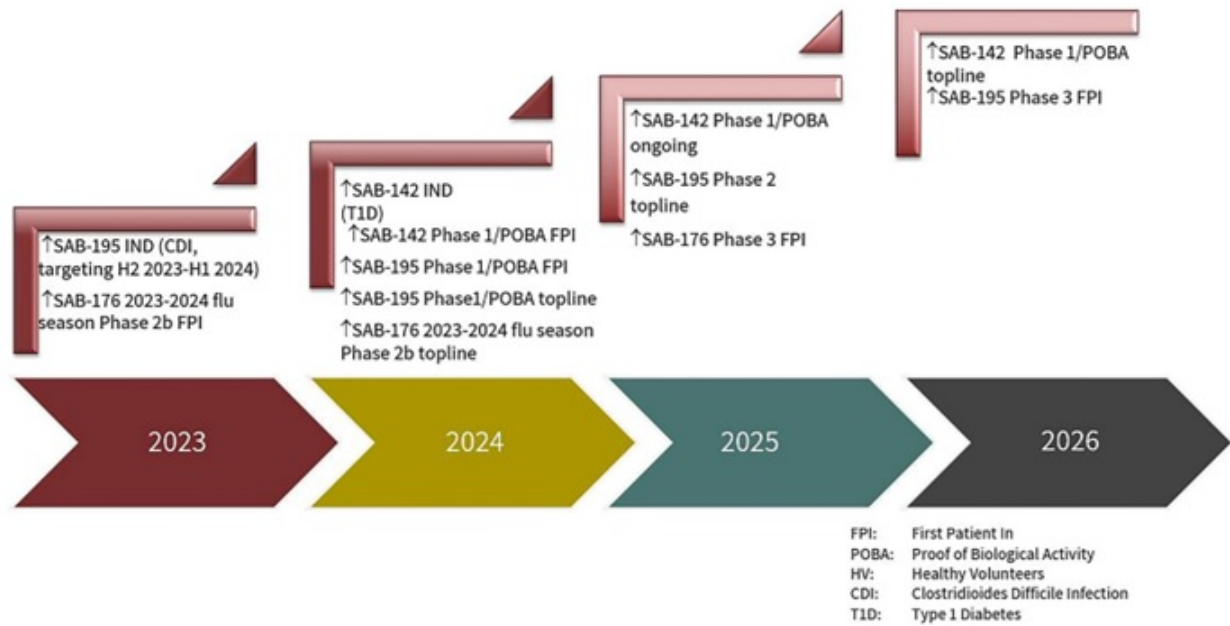 ↑SAB-195 IND (CDI,
targeting H2 2023-H1 2024)
↑SAB-176 2023-2024 flu
season Phase 2b FPI
↑SAB-142 IND
(T1D)
↑SAB-142 Phase 1/POBA FPI
↑SAB-195 Phase 1/POBA FPI
↑SAB-195 Phase1/POBA topline
↑SAB-176 2023-2024 flu season
Phase 2b topline
↑SAB-142 Phase 1/POBA
ongoing
↑SAB-195 Phase 2
topline
↑SAB-176 Phase 3 FPI
↑SAB-142 Phase 1/POBA
topline
↑SAB-195 Phase 3 FPI
2023
2024
2025
2026
FPI: First Patient In
POBA: Proof of Biological Activity
HV: Healthy Volunteers
CDI: Clostridioides Difficile Infection
T1D: Type 1 Diabetes